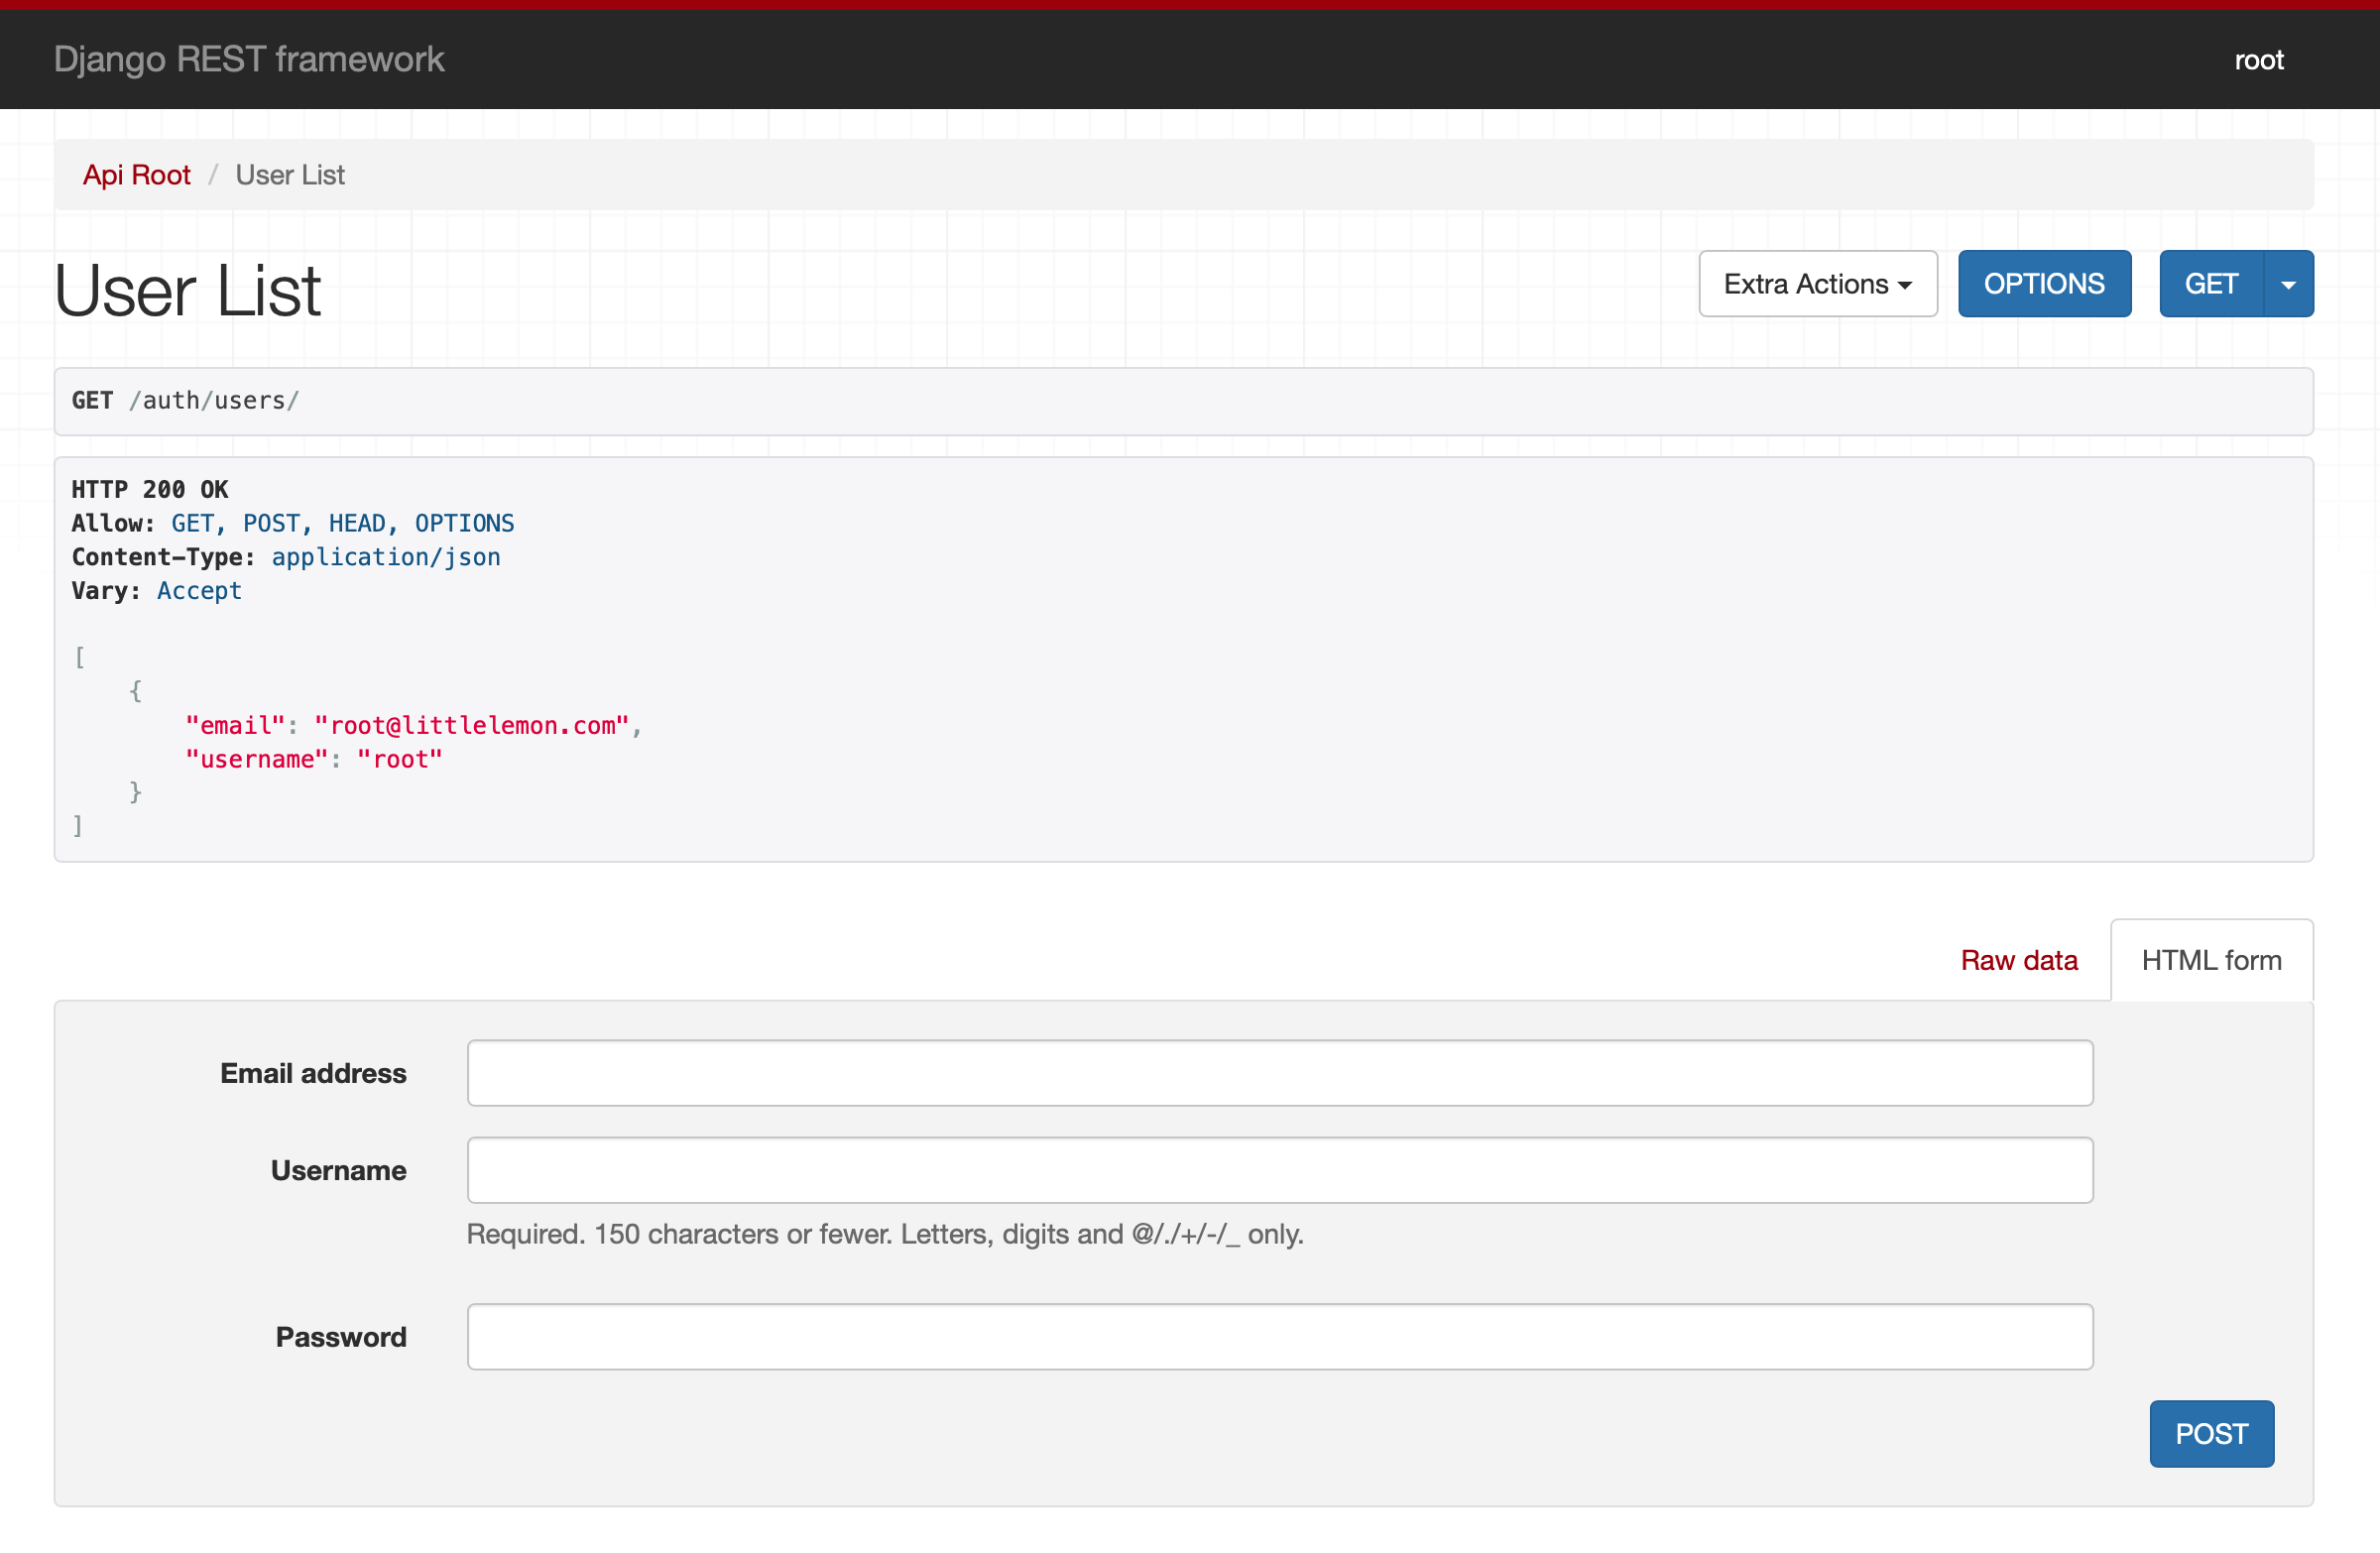 Django REST framework
root
Api Root / User List
User List
Extra Actions
OPTIONS
GET
GET /auth/users/
HTTP 200 OK
Allow: GET, POST, HEAD, OPTIONS
Content-Type: application/json
Vary: Accept
[
    {
        "email": "root@littlelemon.com",
        "username": "root"
    }
]
Raw data
HTML form
Email address
Username
Required. 150 characters or fewer. Letters, digits and @/./+/-/_ only.
Password
POST